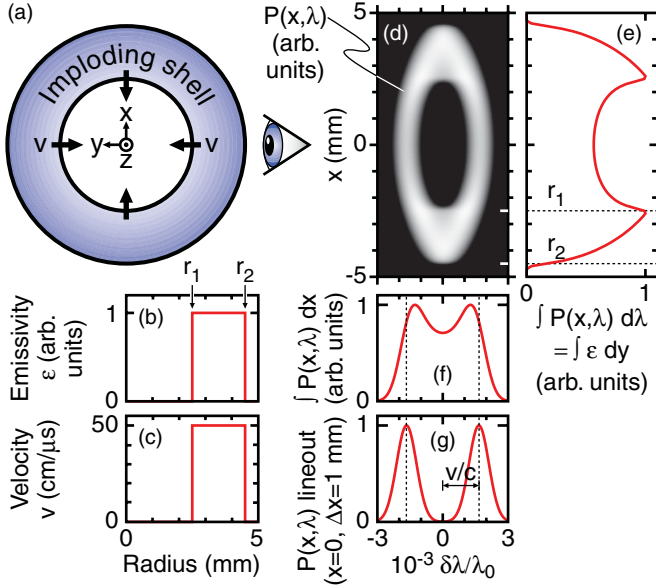 (a)
Imploding shell
v
x
y
z
v
P(x,λ)
(arb.
units)
(d)
5
0
-5
x (mm)
(e)
r1
r2
0
1
∫ P(x,λ) dλ
= ∫ ε dy
(arb. units)
r1
r2
Emissivity
ε (arb.
units)
1
0
(b)
Velocity
v (cm/μs)
50
0
(c)
0
5
Radius (mm)
∫ P(x,λ) dx
(arb. units)
1
0
(f)
P(x,λ) lineout
(x=0, Δx=1 mm)
1
0
(g)
v/c
-3
0
3
10⁻³ δλ/λ₀